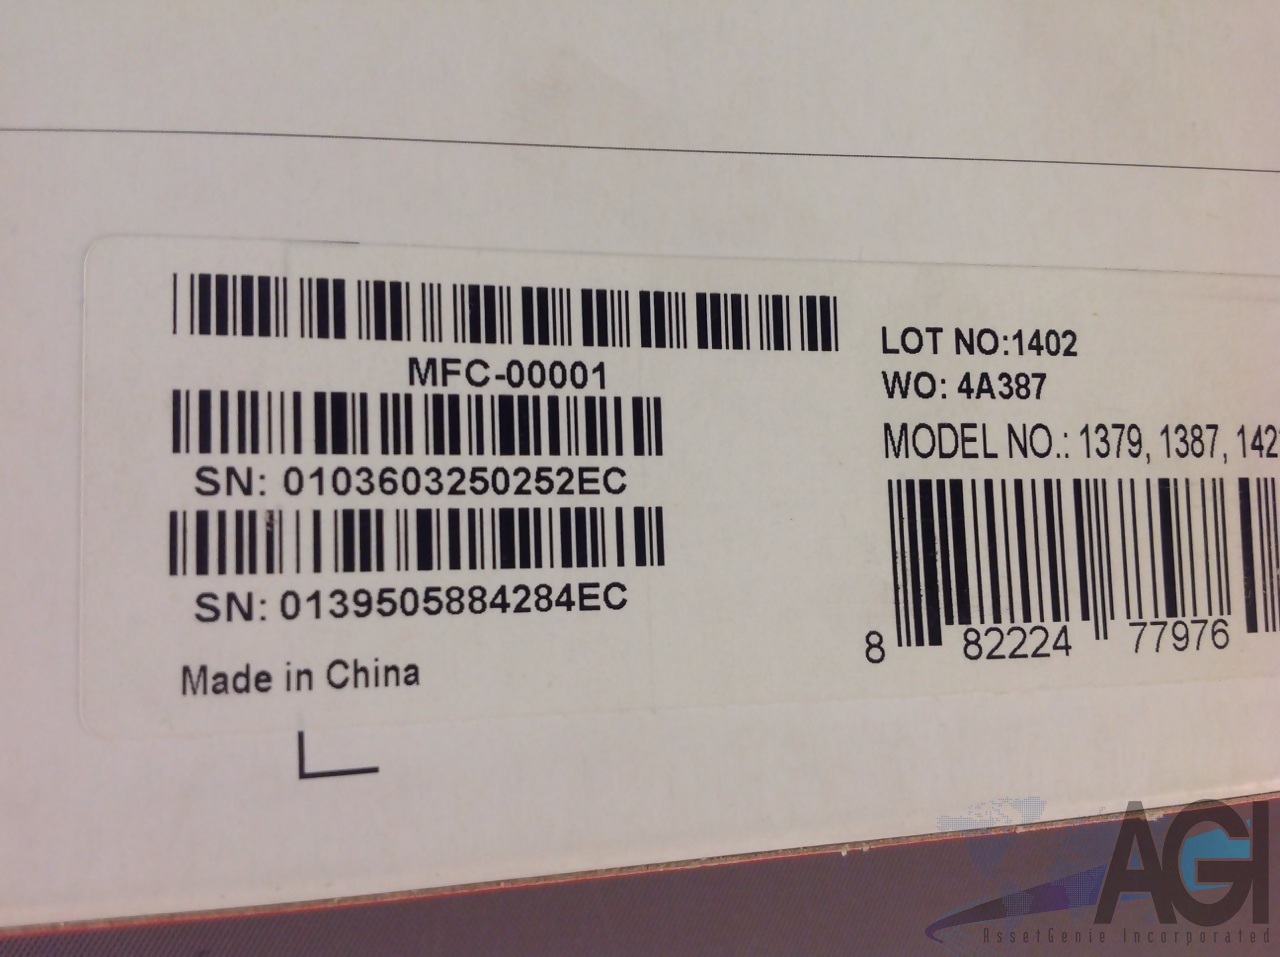 MFC-00001
SN: 0103603250252EC
SN: 0139505884284EC
Made in China
LOT NO:1402
WO: 4A387
MODEL NO.: 1379, 1387, 142
8 82224 77976
AGI
AssetGenie Incorporated